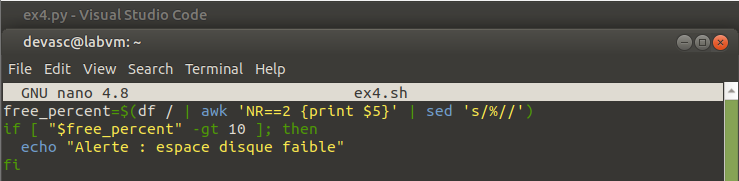 ex4.py - Visual Studio Code
devasc@labvm: ~
File Edit View Search Terminal Help
GNU nano 4.8 ex4.sh
free_percent=$(df / | awk 'NR==2 {print $5}' | sed 's/%//')
if [ "$free_percent" -gt 10 ]; then
  echo "Alerte : espace disque faible"
fi